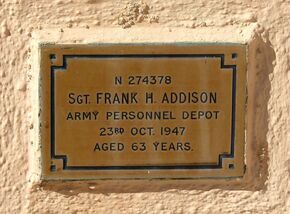 N 274378
SGT. FRANK H. ADDISON
ARMY PERSONNEL DEPOT
23RD OCT. 1947
AGED 63 YEARS.